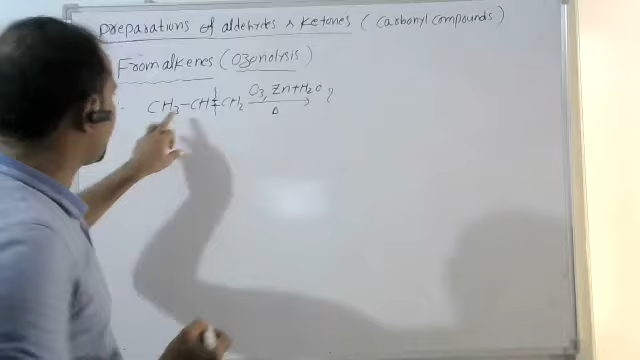 Preparations of aldehydes & Ketones (Carbonyl compounds)
From alkenes (Ozonolysis)
CH3-CH=CH2 O3, Zn+H2O ?
Δ